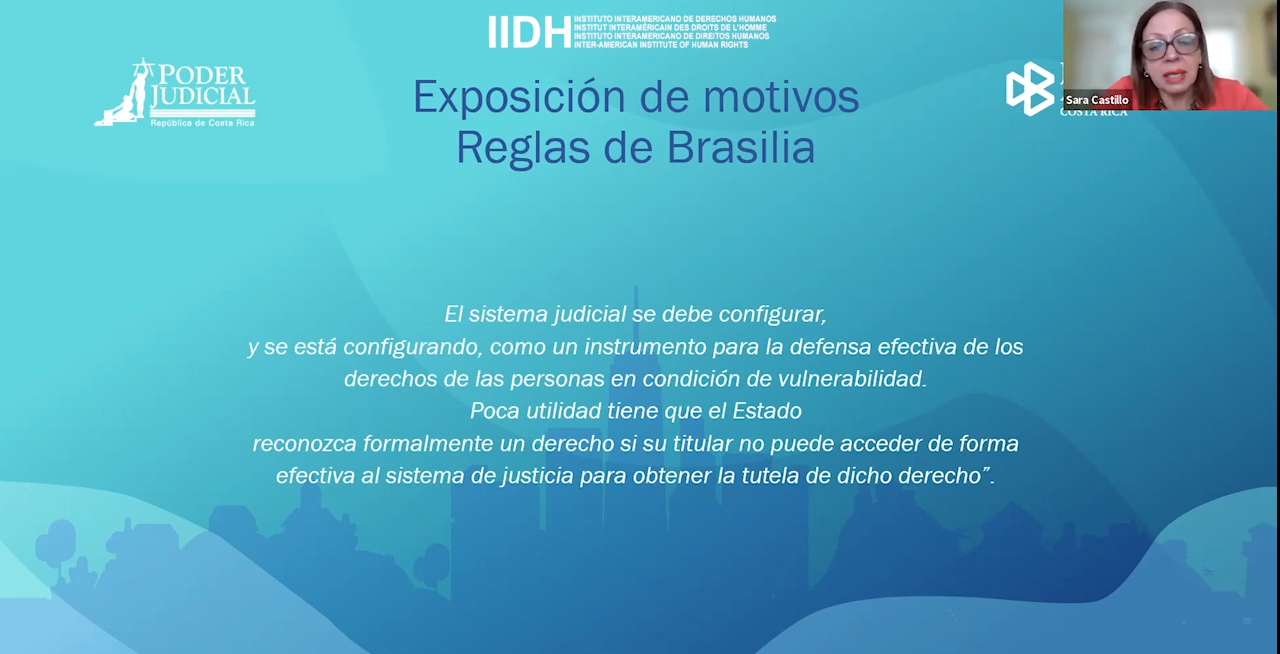 IIDH
INSTITUTO INTERAMERICANO DE DERECHOS HUMANOS
INSTITUT INTERAMÉRICAIN DES DROITS DE L'HOMME
INSTITUTO INTERAMERICANO DE DIREITOS HUMANOS
INTER-AMERICAN INSTITUTE OF HUMAN RIGHTS
PODER
JUDICIAL
República de Costa Rica
Exposición de motivos
Reglas de Brasilia
Sara Castillo
COSTA RICA
El sistema judicial se debe configurar,
y se está configurando, como un instrumento para la defensa efectiva de los
derechos de las personas en condición de vulnerabilidad.
Poca utilidad tiene que el Estado
reconozca formalmente un derecho si su titular no puede acceder de forma
efectiva al sistema de justicia para obtener la tutela de dicho derecho”.